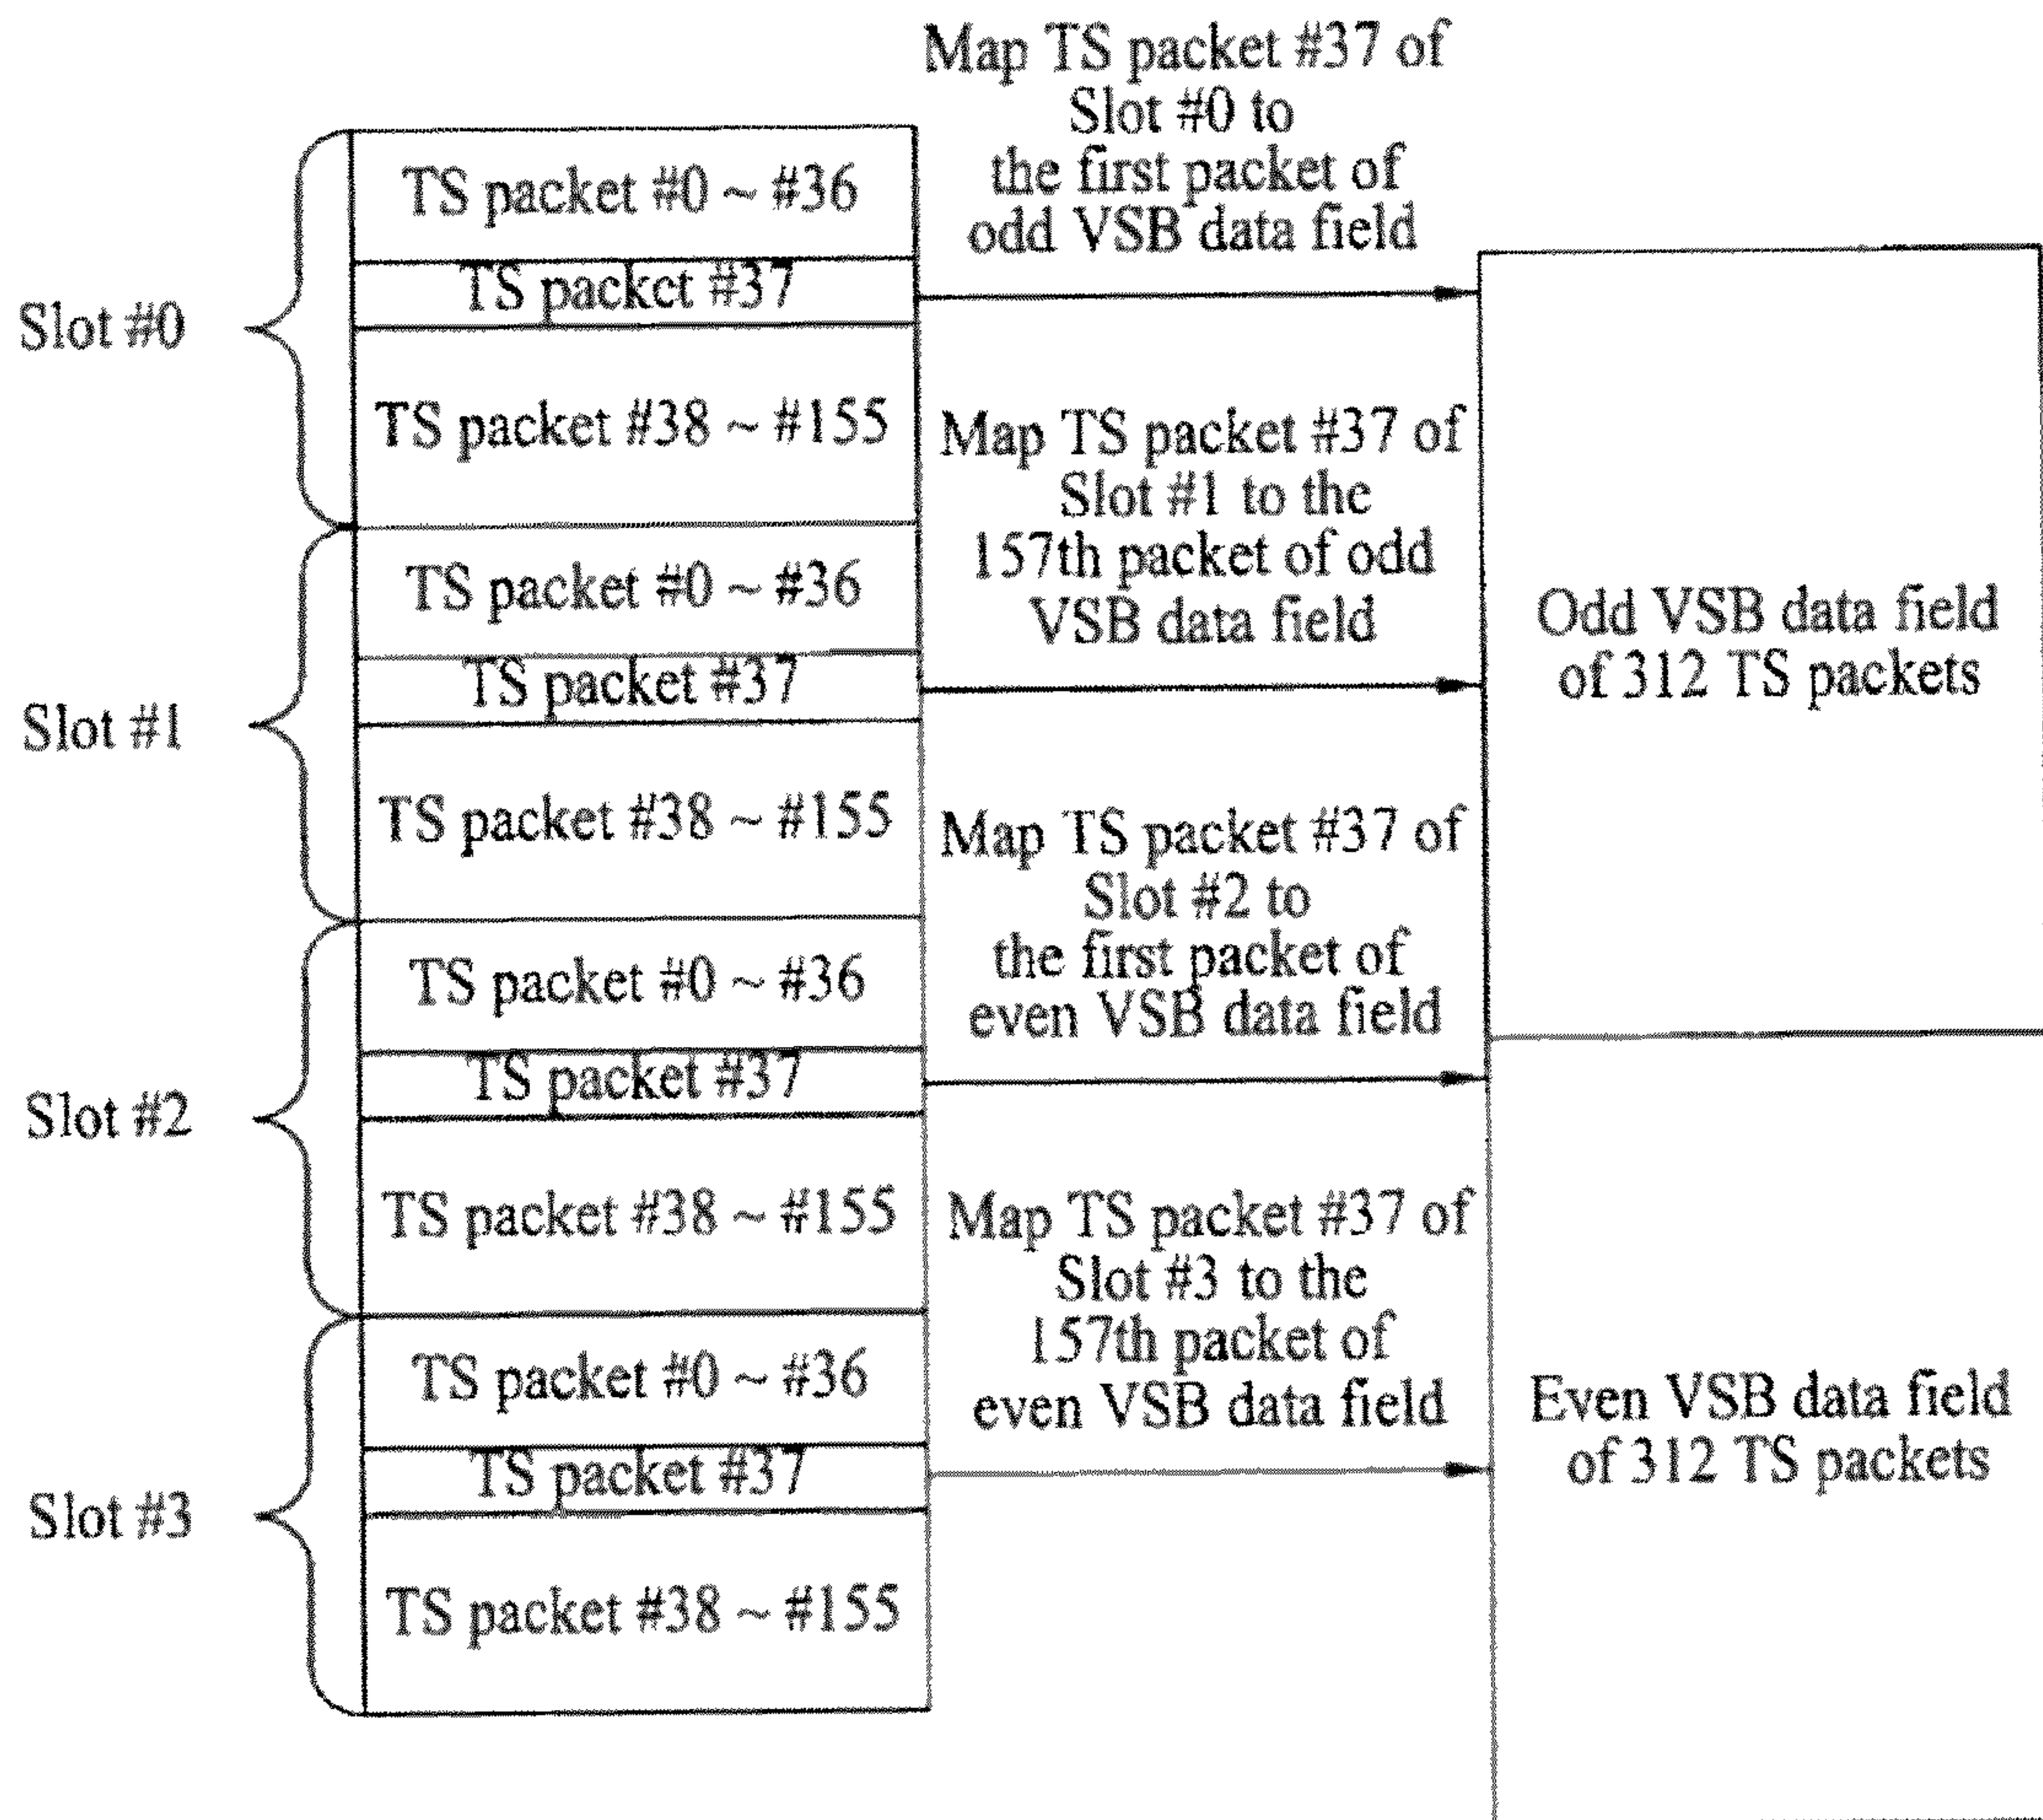 Map TS packet #37 of
Slot #0 to
the first packet of
odd VSB data field
Slot #0
TS packet #0 ~ #36
TS packet #37
TS packet #38 ~ #155
Map TS packet #37 of
Slot #1 to the
157th packet of odd
VSB data field
Slot #1
TS packet #0 ~ #36
TS packet #37
TS packet #38 ~ #155
Odd VSB data field
of 312 TS packets
Map TS packet #37 of
Slot #2 to
the first packet of
even VSB data field
Slot #2
TS packet #0 ~ #36
TS packet #37
TS packet #38 ~ #155
Map TS packet #37 of
Slot #3 to the
157th packet of
even VSB data field
Slot #3
TS packet #0 ~ #36
TS packet #37
TS packet #38 ~ #155
Even VSB data field
of 312 TS packets